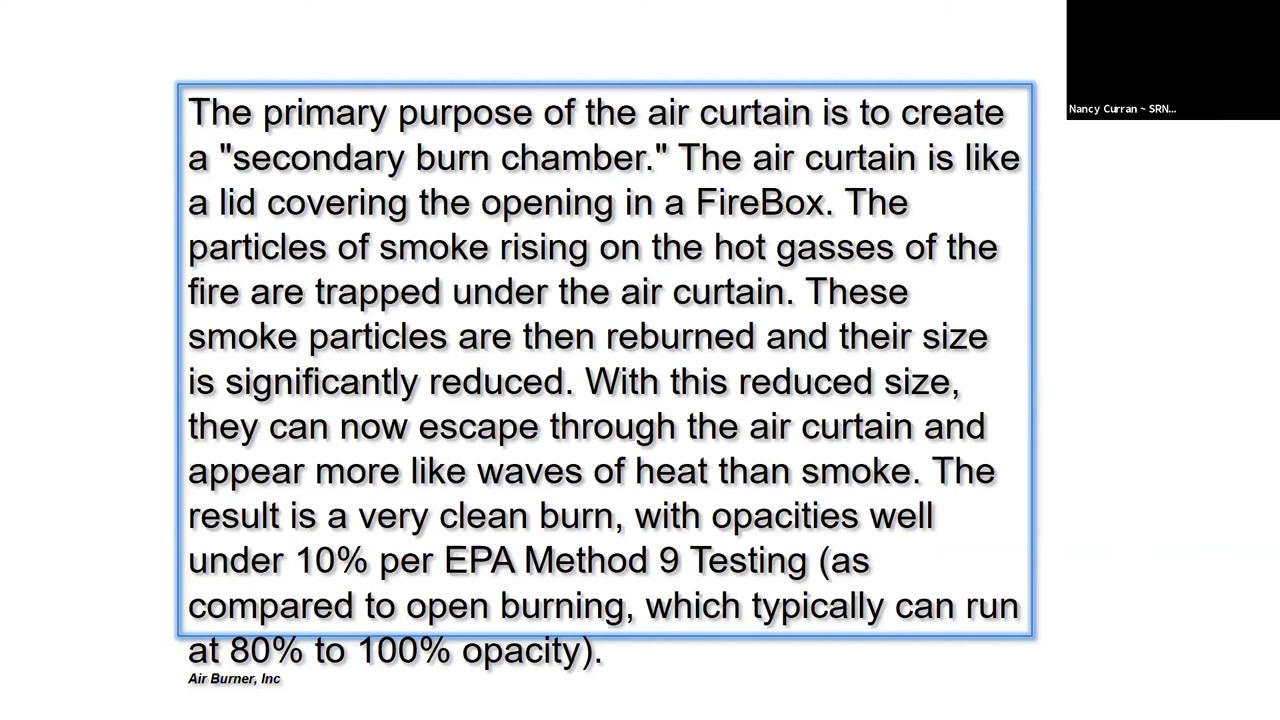 The primary purpose of the air curtain is to create
a "secondary burn chamber." The air curtain is like
a lid covering the opening in a FireBox. The
particles of smoke rising on the hot gasses of the
fire are trapped under the air curtain. These
smoke particles are then reburned and their size
is significantly reduced. With this reduced size,
they can now escape through the air curtain and
appear more like waves of heat than smoke. The
result is a very clean burn, with opacities well
under 10% per EPA Method 9 Testing (as
compared to open burning, which typically can run
at 80% to 100% opacity).
Air Burner, Inc
Nancy Curran ~ SRN...